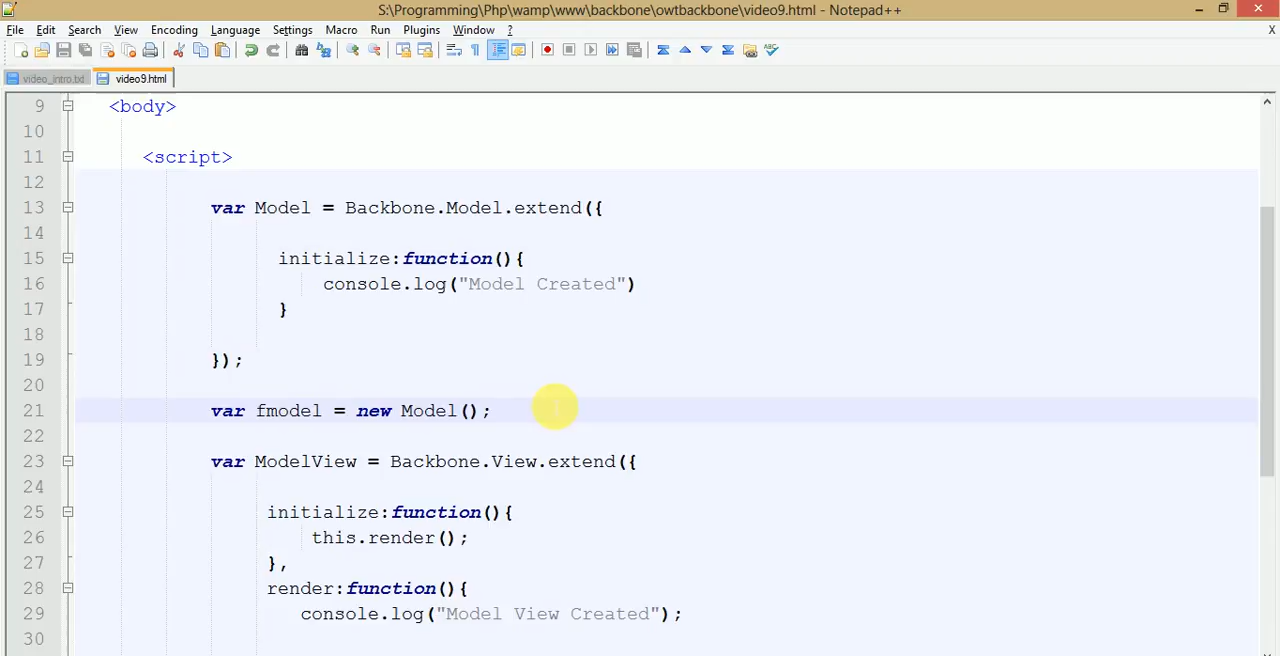 S:\Programming\Php\wamp\www\backbone\owtbackbone\video9.html - Notepad++
File Edit Search View Encoding Language Settings Macro Run Plugins Window ? X
video_intro.txt video9.html
9 <body>
10
11 <script>
12
13 var Model = Backbone.Model.extend({
14
15 initialize:function(){
16 console.log("Model Created")
17 }
18
19 });
20
21 var fmodel = new Model();
22
23 var ModelView = Backbone.View.extend({
24
25 initialize:function(){
26 this.render();
27 },
28 render:function(){
29 console.log("Model View Created");
30